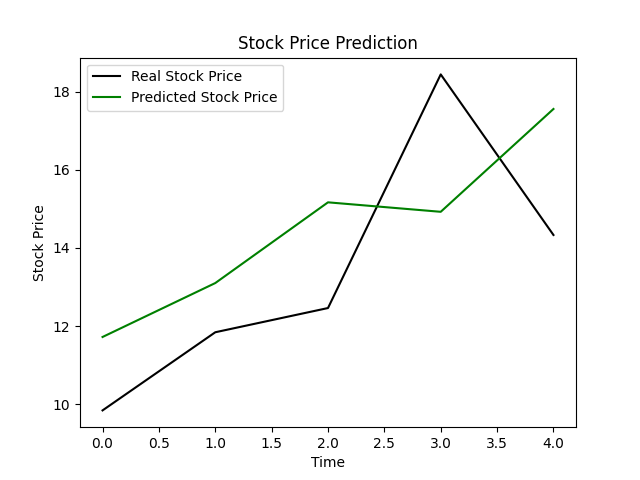 Stock Price Prediction
Real Stock Price
Predicted Stock Price
Stock Price
18
16
14
12
10
0.0 0.5 1.0 1.5 2.0 2.5 3.0 3.5 4.0
Time